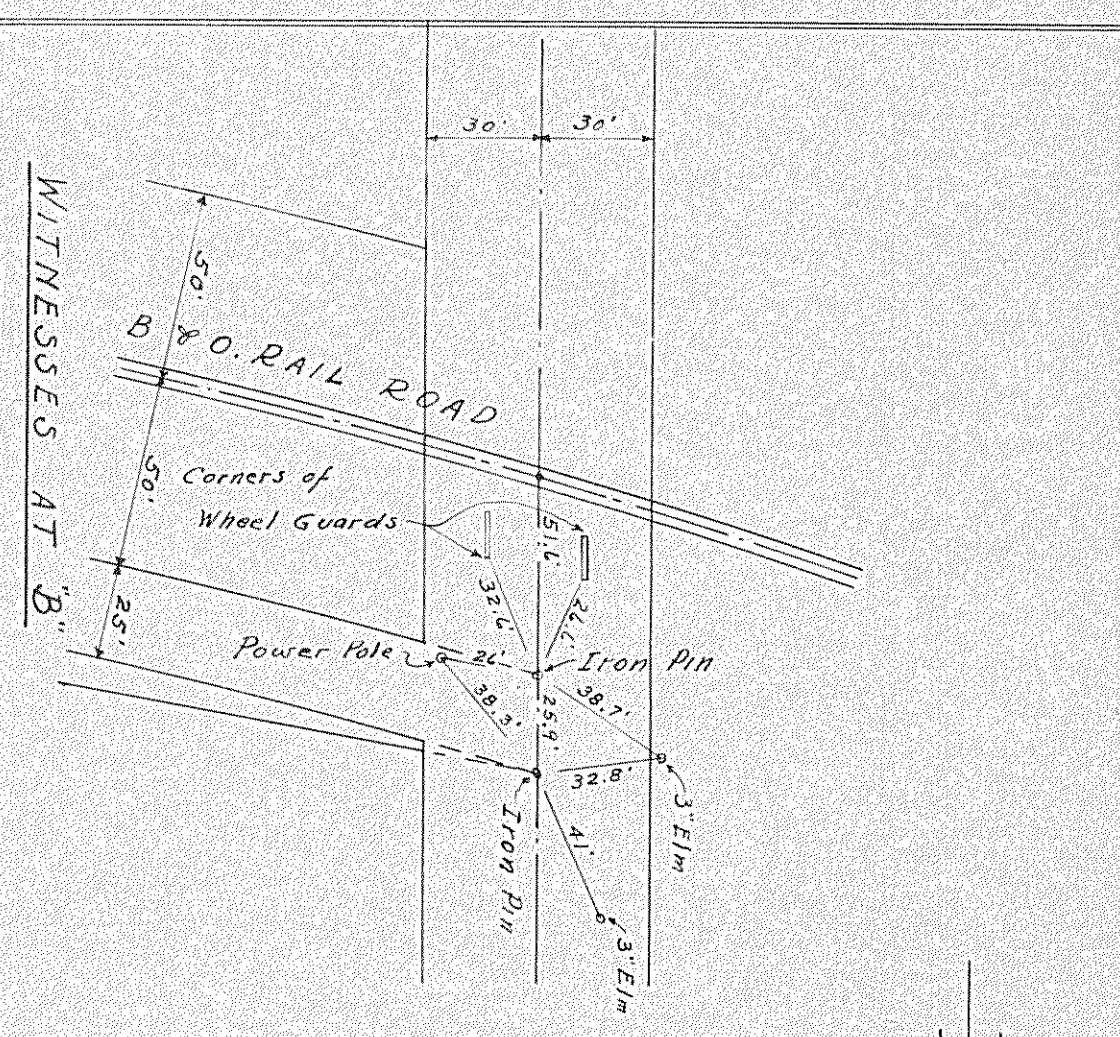 30' 30'
WITNESSES AT "B"
50'
B & O. RAIL ROAD
50'
25'
Corners of
Wheel Guards
51.6'
32.6'
26.6'
Power Pole
26'
Iron Pin
38.3'
38.7'
25.9'
32.8'
3" Elm
Iron Pin
41'
3" Elm